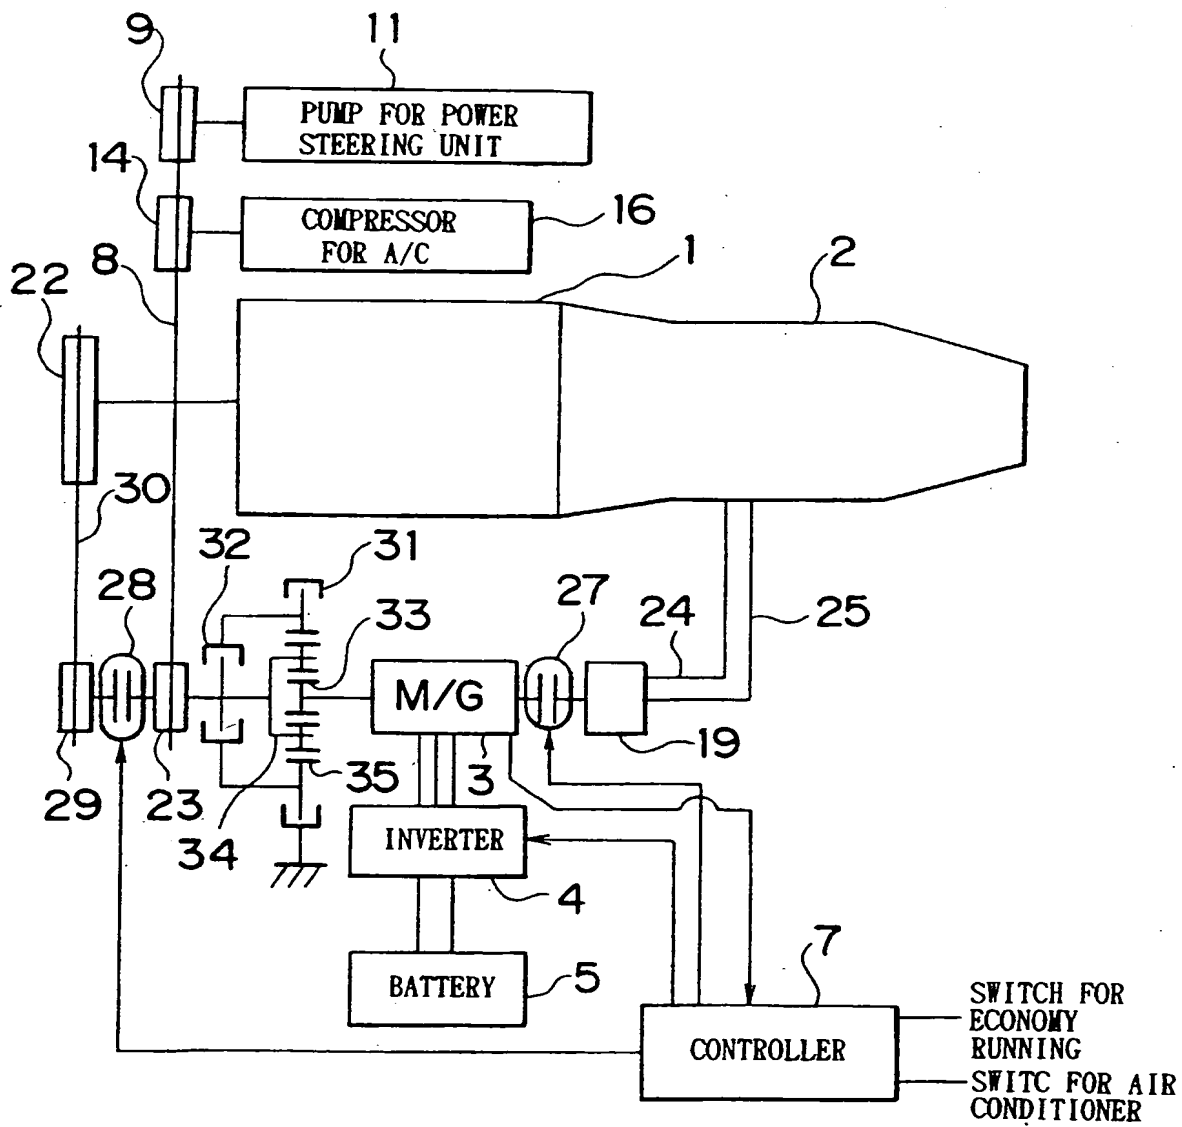 9
11
PUMP FOR POWER
STEERING UNIT
14
COMPRESSOR
FOR A/C
16
8
22
1
2
30
32
31
28
33
27
24
25
M/G
29
23
34
35
3
19
INVERTER
4
BATTERY
5
7
CONTROLLER
SWITCH FOR
ECONOMY
RUNNING
SWITC FOR AIR
CONDITIONER